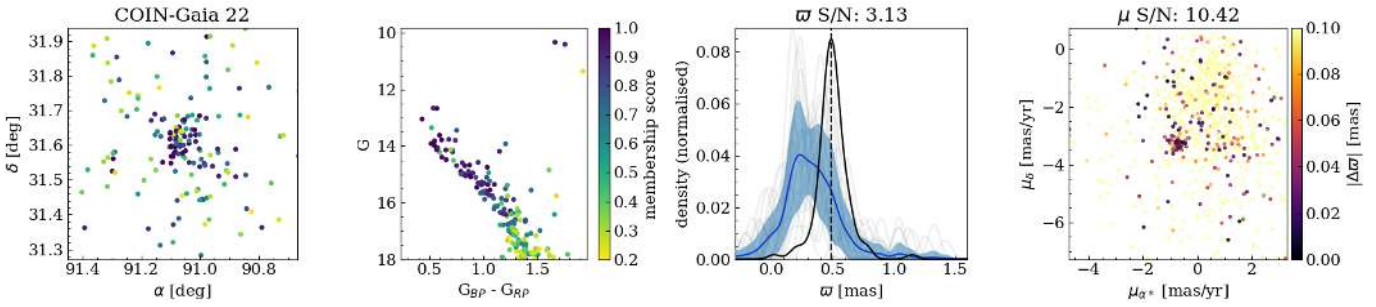 COIN-Gaia 22
31.9
31.8
31.7
31.6
31.5
31.4
31.3
δ [deg]
91.4 91.2 91.0 90.8
α [deg]
10
12
14
16
18
G
0.5 1.0 1.5
G_BP - G_RP
1.0
0.9
0.8
0.7
0.6
0.5
0.4
0.3
0.2
membership score
ϖ S/N: 3.13
0.08
0.06
0.04
0.02
0.00
density (normalised)
0.0 0.5 1.0 1.5
ϖ [mas]
μ S/N: 10.42
0
−2
−4
−6
μ_δ [mas/yr]
−4 −2 0 2
μ_α* [mas/yr]
0.10
0.08
0.06
0.04
0.02
0.00
|Δϖ| [mas]